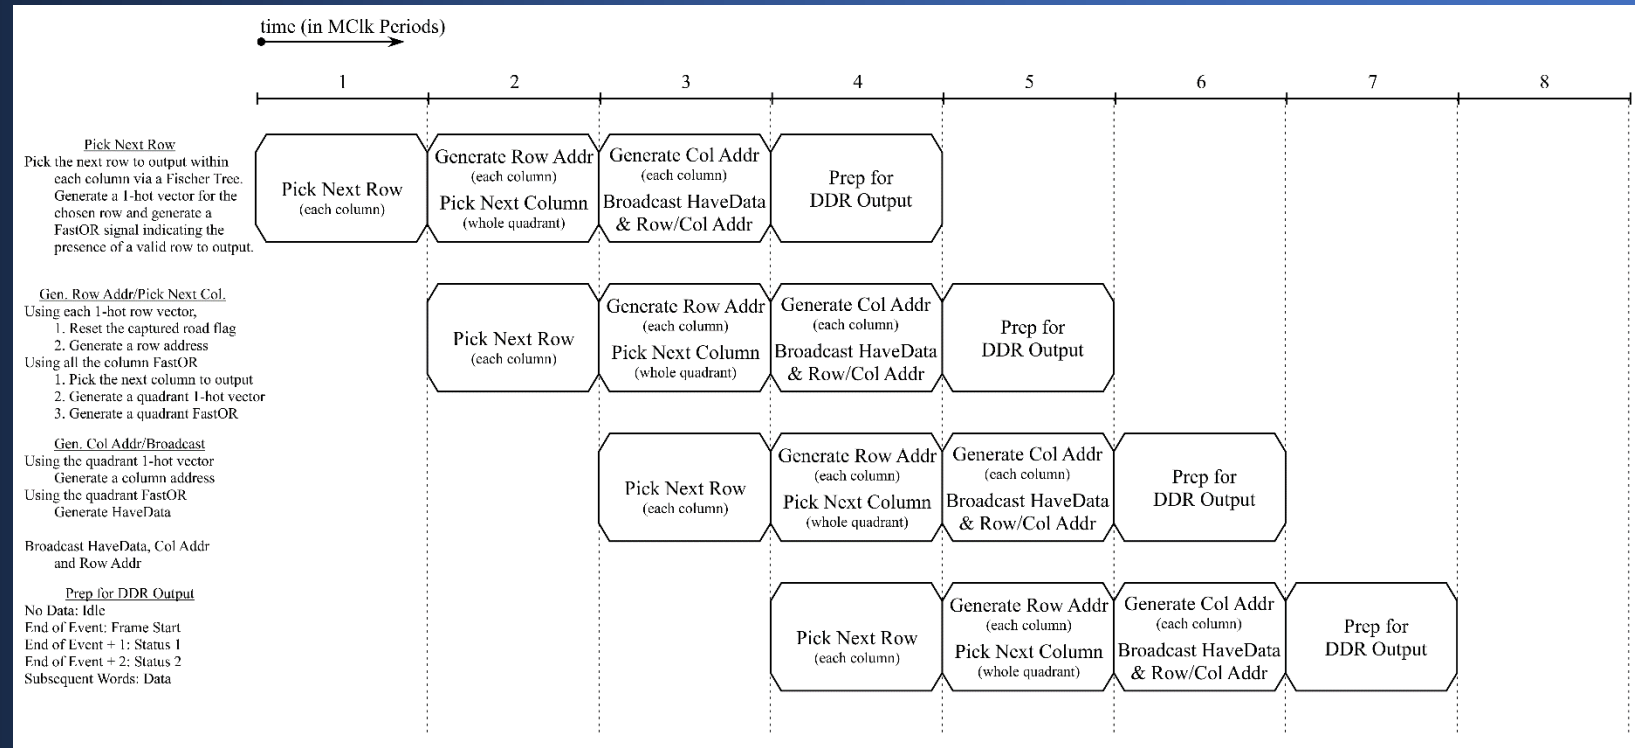 time (in MClk Periods)
1 2 3 4 5 6 7 8
Pick Next Row
Pick the next row to output within
each column via a Fischer Tree.
Generate a 1-hot vector for the
chosen row and generate a
FastOR signal indicating the
presence of a valid row to output.
Pick Next Row
(each column)
Generate Row Addr
(each column)
Pick Next Column
(whole quadrant)
Generate Col Addr
(each column)
Broadcast HaveData
& Row/Col Addr
Prep for
DDR Output
Gen. Row Addr/Pick Next Col.
Using each 1-hot row vector,
1. Reset the captured road flag
2. Generate a row address
Using all the column FastOR
1. Pick the next column to output
2. Generate a quadrant 1-hot vector
3. Generate a quadrant FastOR
Pick Next Row
(each column)
Generate Row Addr
(each column)
Pick Next Column
(whole quadrant)
Generate Col Addr
(each column)
Broadcast HaveData
& Row/Col Addr
Prep for
DDR Output
Gen. Col Addr/Broadcast
Using the quadrant 1-hot vector
Generate a column address
Using the quadrant FastOR
Generate HaveData
Broadcast HaveData, Col Addr
and Row Addr
Pick Next Row
(each column)
Generate Row Addr
(each column)
Pick Next Column
(whole quadrant)
Generate Col Addr
(each column)
Broadcast HaveData
& Row/Col Addr
Prep for
DDR Output
Prep for DDR Output
No Data: Idle
End of Event: Frame Start
End of Event + 1: Status 1
End of Event + 2: Status 2
Subsequent Words: Data
Pick Next Row
(each column)
Generate Row Addr
(each column)
Pick Next Column
(whole quadrant)
Generate Col Addr
(each column)
Broadcast HaveData
& Row/Col Addr
Prep for
DDR Output